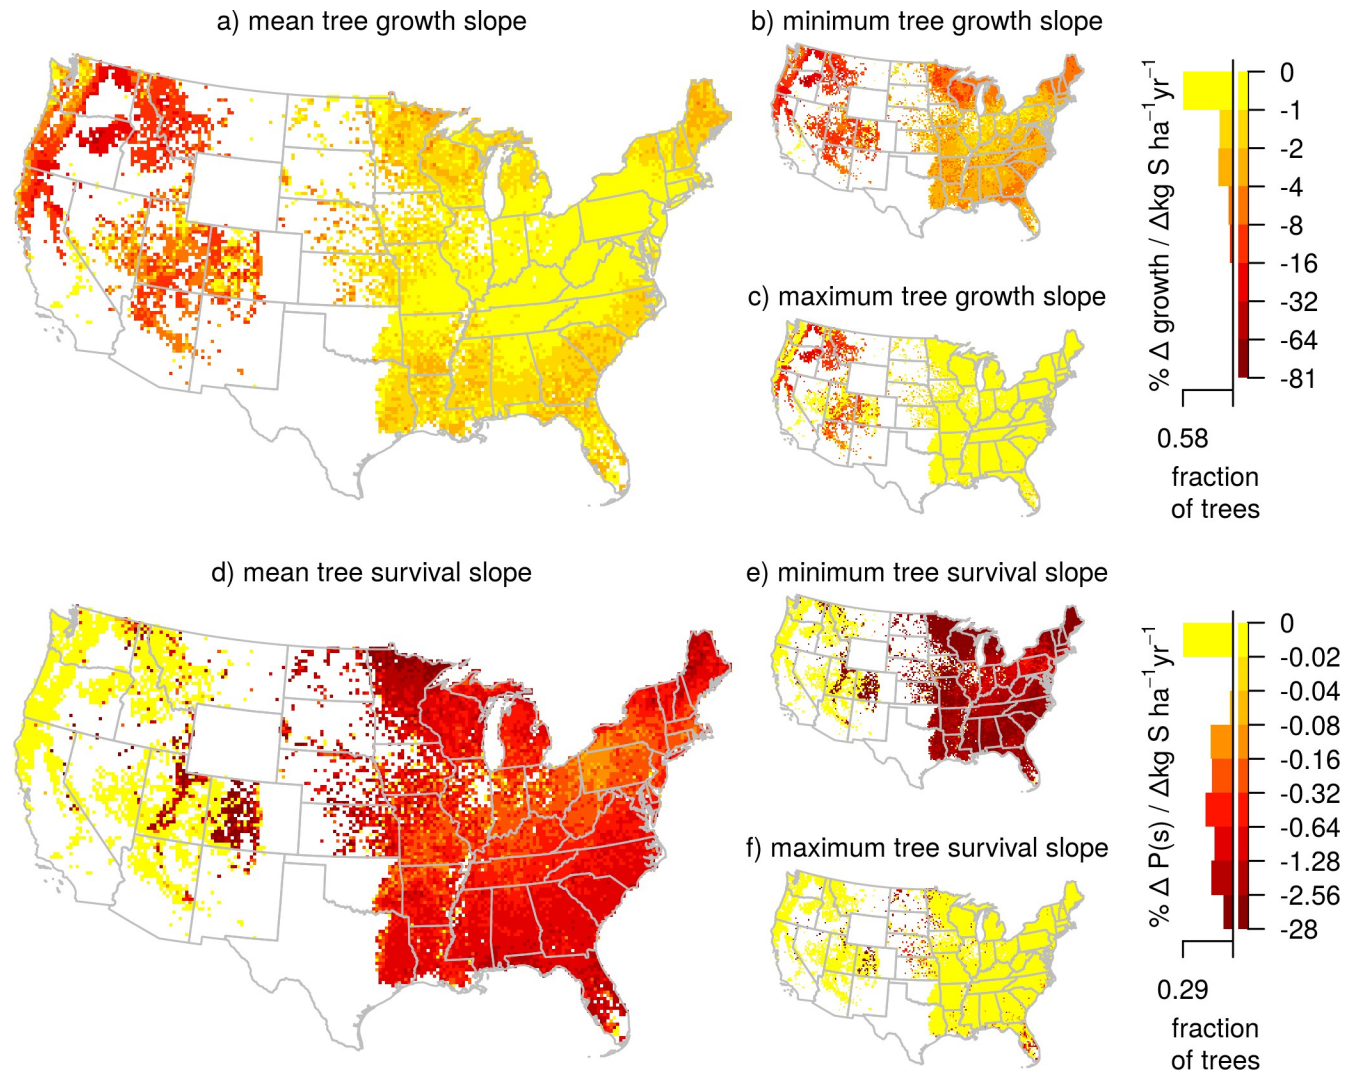 a) mean tree growth slope
b) minimum tree growth slope
c) maximum tree growth slope
% Δ growth / Δkg S ha⁻¹yr⁻¹
0
-1
-2
-4
-8
-16
-32
-64
-81
0.58
fraction
of trees
d) mean tree survival slope
e) minimum tree survival slope
f) maximum tree survival slope
% Δ P(s) / Δkg S ha⁻¹yr⁻¹
0
-0.02
-0.04
-0.08
-0.16
-0.32
-0.64
-1.28
-2.56
-28
0.29
fraction
of trees